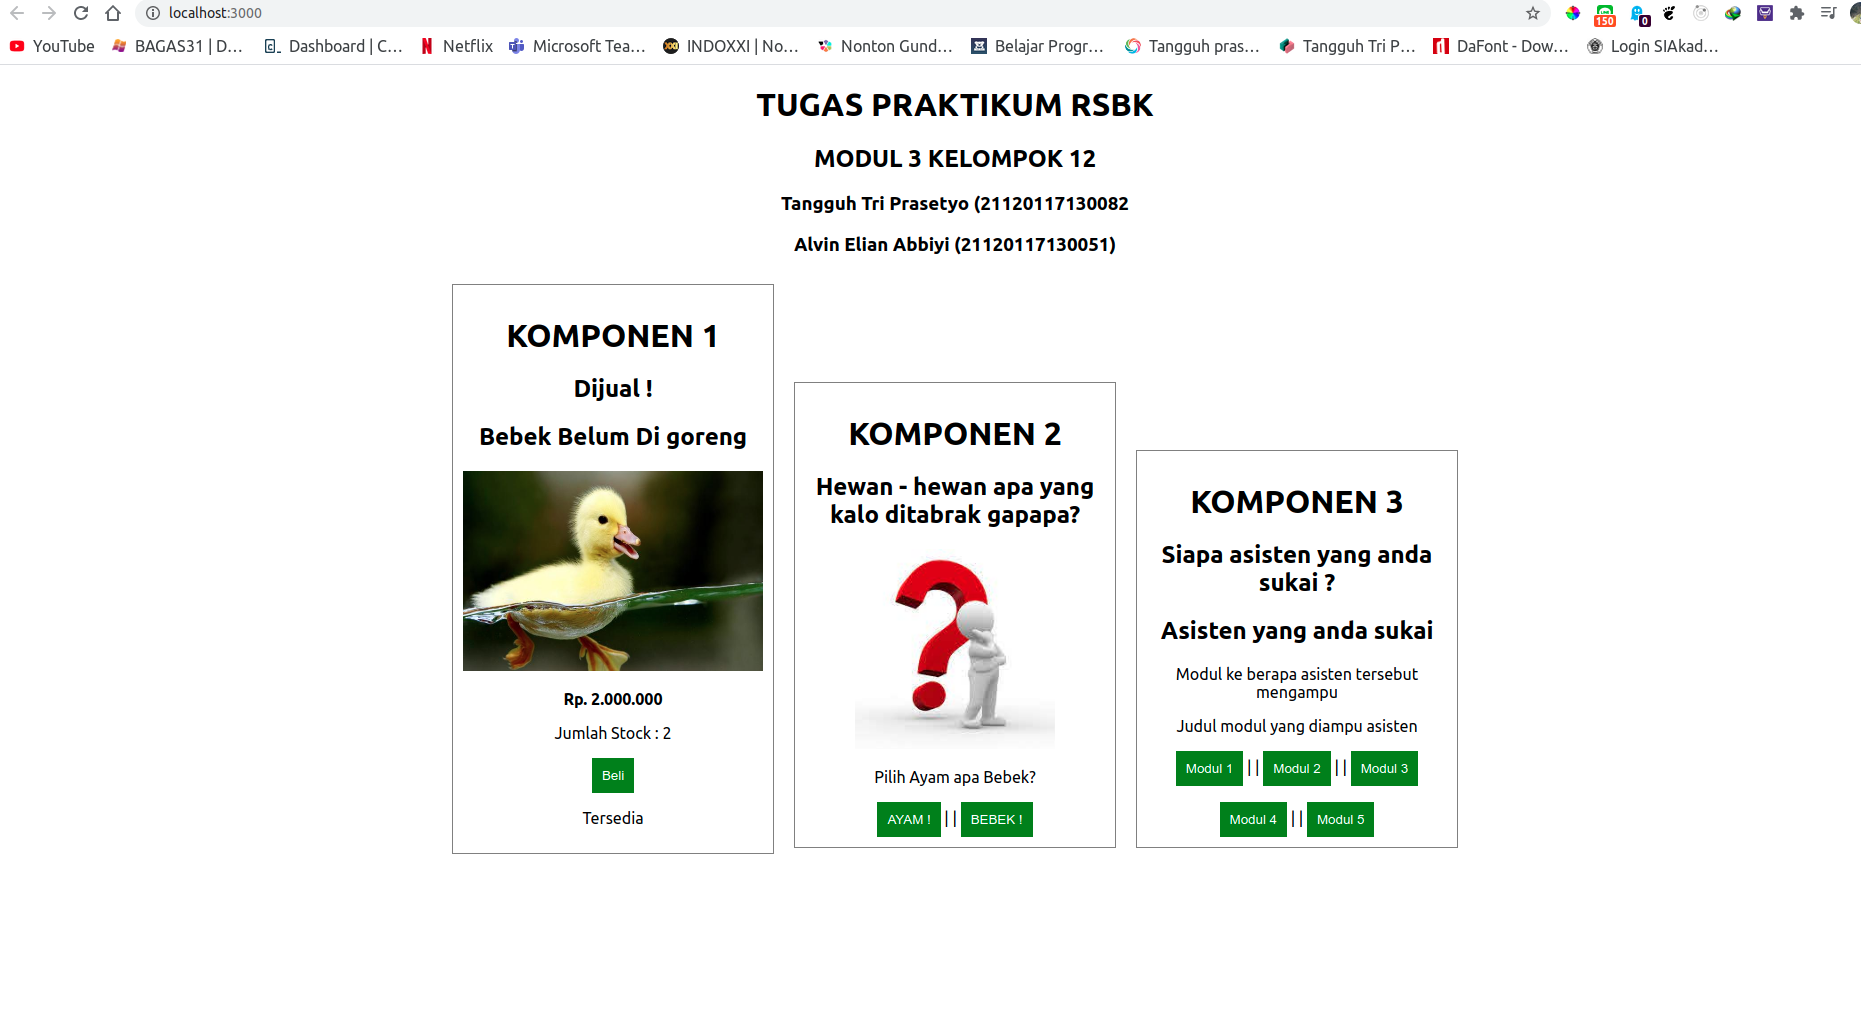 localhost:3000
150
0
YouTube
BAGAS31 | D...
Dashboard | C...
Netflix
Microsoft Tea...
INDOXXI | No...
Nonton Gund...
Belajar Progr...
Tangguh pras...
Tangguh Tri P...
DaFont - Dow...
Login SIAkad...
TUGAS PRAKTIKUM RSBK
MODUL 3 KELOMPOK 12
Tangguh Tri Prasetyo (21120117130082
Alvin Elian Abbiyi (21120117130051)
KOMPONEN 1
Dijual !
Bebek Belum Di goreng
Rp. 2.000.000
Jumlah Stock : 2
Beli
Tersedia
KOMPONEN 2
Hewan - hewan apa yang
kalo ditabrak gapapa?
?
Pilih Ayam apa Bebek?
AYAM ! || BEBEK !
KOMPONEN 3
Siapa asisten yang anda
sukai ?
Asisten yang anda sukai
Modul ke berapa asisten tersebut
mengampu
Judul modul yang diampu asisten
Modul 1 || Modul 2 || Modul 3
Modul 4 || Modul 5